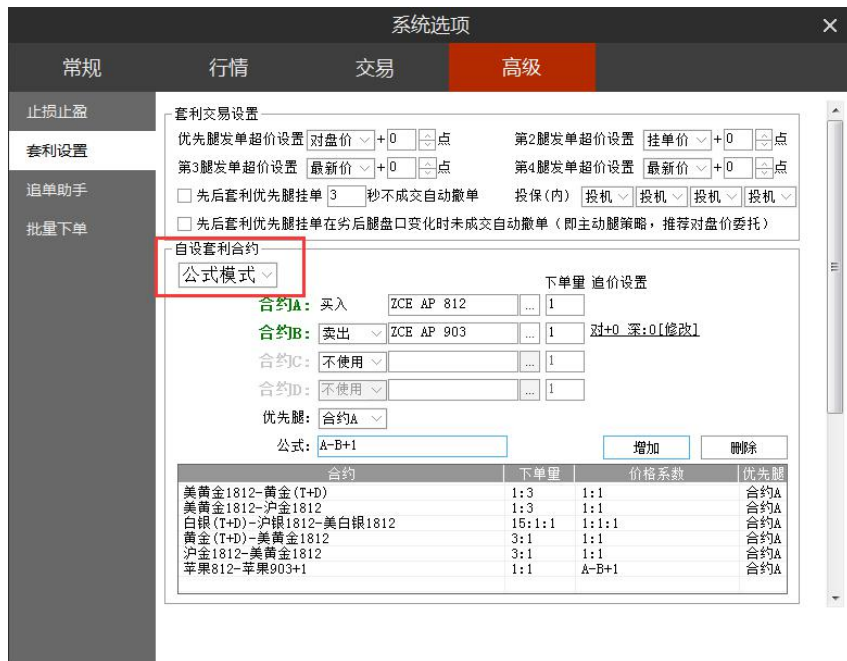 系统选项
常规 行情 交易 高级
止损止盈
套利设置
追单助手
批量下单
套利交易设置
优先腿发单超价设置 对盘价 +0 点 第2腿发单超价设置 挂单价 +0 点
第3腿发单超价设置 最新价 +0 点 第4腿发单超价设置 最新价 +0 点
先后套利优先腿挂单 3 秒不成交自动撤单 投保(内) 投机 投机 投机 投机
先后套利优先腿挂单在劣后腿盘口变化时未成交自动撤单(即主动腿策略,推荐对盘价委托)
自设套利合约
公式模式
下单量 追价设置
合约A: 买入 ZCE AP 812 ... 1
合约B: 卖出 ZCE AP 903 ... 1 对+0 深:0[修改]
合约C: 不使用 ... 1
合约D: 不使用 ... 1
优先腿: 合约A
公式: A-B+1 增加 删除
合约 下单量 价格系数 优先腿
美黄金1812-黄金(T+D) 1:3 1:1 合约A
美黄金1812-沪金1812 1:3 1:1 合约A
白银(T+D)-沪银1812-美白银1812 15:1:1 1:1:1 合约A
黄金(T+D)-美黄金1812 3:1 1:1 合约A
沪金1812-美黄金1812 3:1 1:1 合约A
苹果812-苹果903+1 1:1 A-B+1 合约A